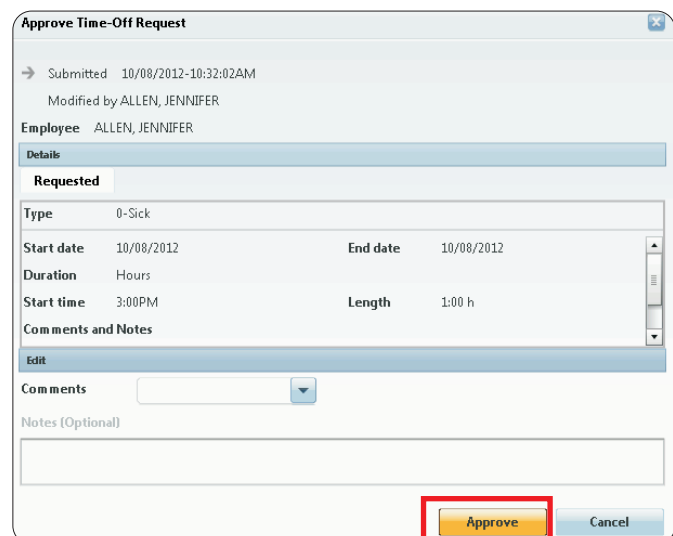 Approve Time-Off Request
Submitted 10/08/2012-10:32:02AM
Modified by ALLEN, JENNIFER
Employee ALLEN, JENNIFER
Details
Requested
Type 0-Sick
Start date 10/08/2012 End date 10/08/2012
Duration Hours
Start time 3:00PM Length 1:00 h
Comments and Notes
Edit
Comments
Notes (Optional)
Approve Cancel